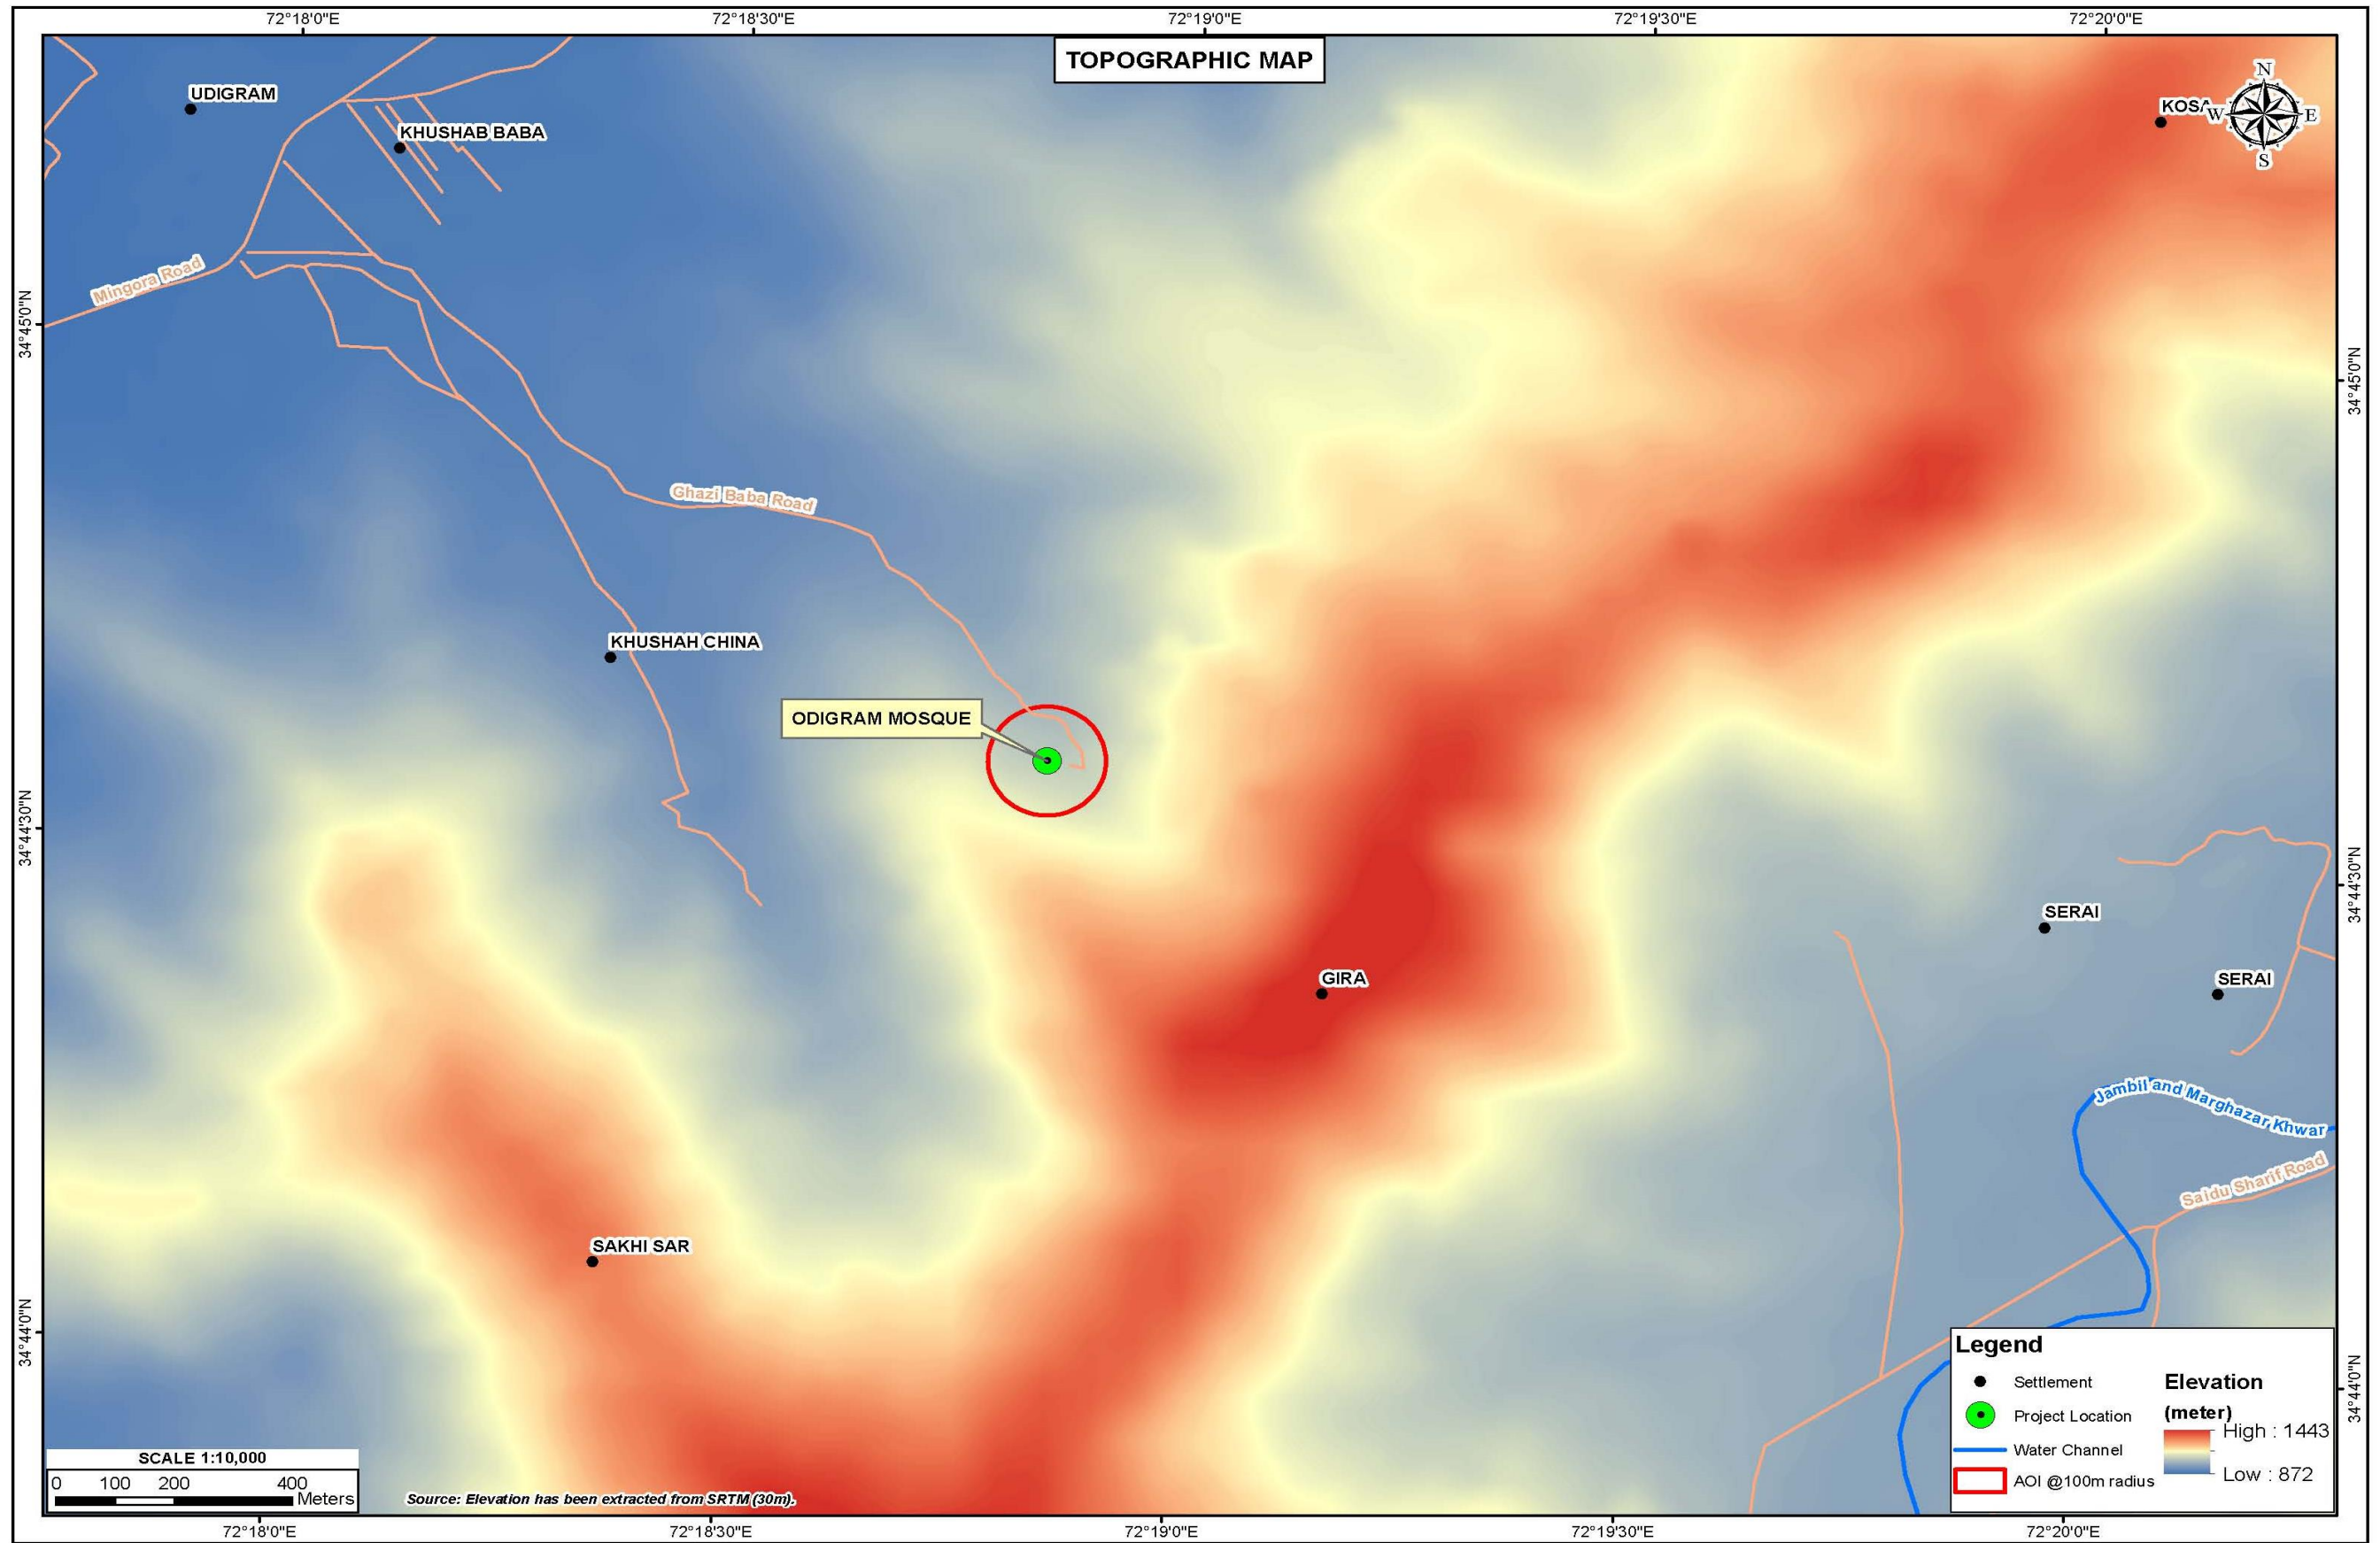 72°18'0"E
72°18'30"E
72°19'0"E
72°19'30"E
72°20'0"E
TOPOGRAPHIC MAP
N
W
E
S
UDIGRAM
KHUSHAB BABA
KOSA
Mingora Road
34°45'0"N
34°45'0"N
Ghazi Baba Road
KHUSHAH CHINA
ODIGRAM MOSQUE
34°44'30"N
34°44'30"N
SERAI
GIRA
SERAI
Jambil and Marghazar Khwar
Saidu Sharif Road
SAKHI SAR
34°44'0"N
34°44'0"N
Legend
Settlement
Project Location
Water Channel
AOI @100m radius
Elevation
(meter)
High : 1443
Low : 872
SCALE 1:10,000
0 100 200 400
Meters
Source: Elevation has been extracted from SRTM (30m).
72°18'0"E
72°18'30"E
72°19'0"E
72°19'30"E
72°20'0"E